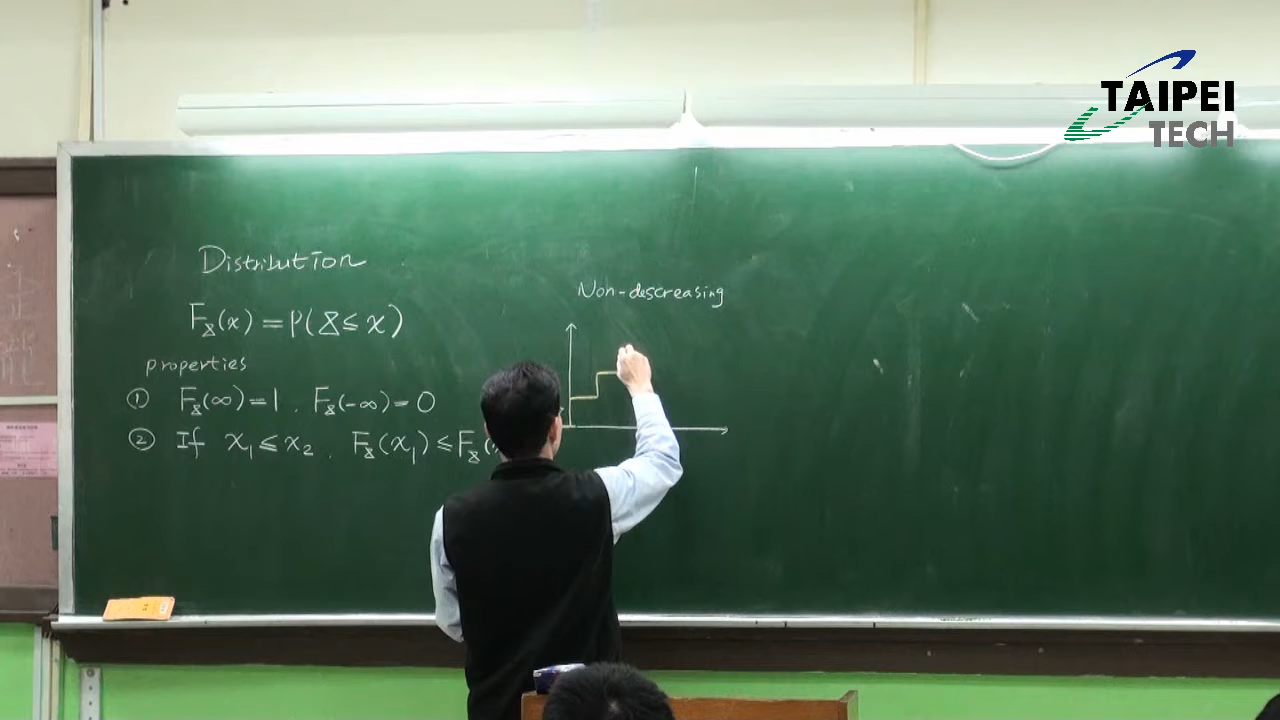 TAIPEI
TECH
Distribution
F_X(x) = P(X ≤ x)
properties
① F_X(∞) = 1 , F_X(-∞) = 0
② If x₁ ≤ x₂ , F_X(x₁) ≤ F_X(
Non-descreasing